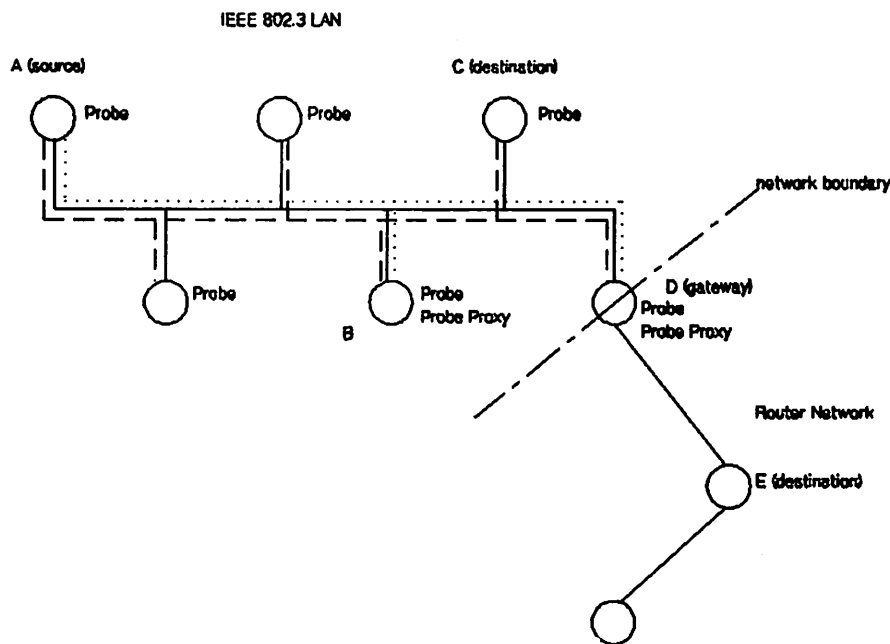 IEEE 802.3 LAN
A (source)
C (destination)
Probe
Probe
Probe
network boundary
Probe
Probe
Probe Proxy
B
D (gateway)
Probe
Probe Proxy
Router Network
E (destination)